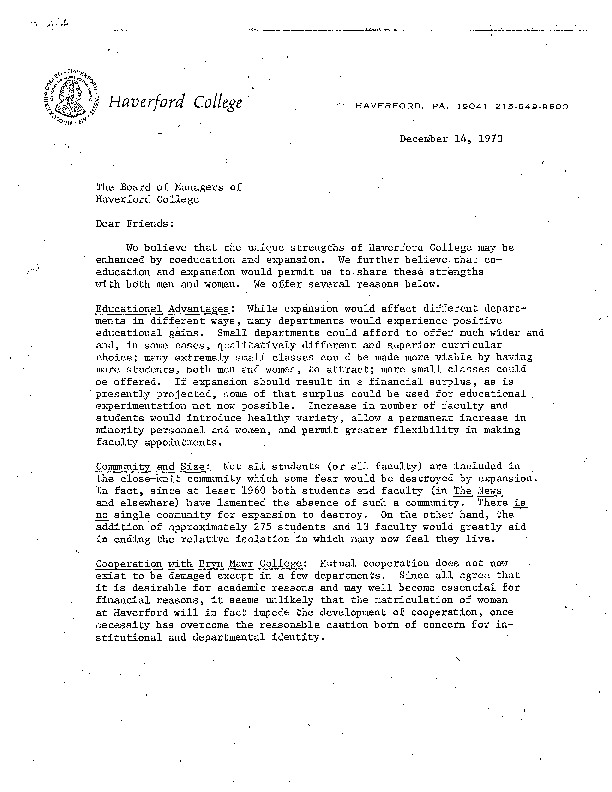 Haverford College
HAVERFORD, PA. 19041 215-649-9600
December 14, 1973
The Board of Managers of
Haverford College
Dear Friends:
We believe that the unique strengths of Haverford College may be
enhanced by coeducation and expansion. We further believe that co-
education and expansion would permit us to share these strengths
with both men and women. We offer several reasons below.
Educational Advantages: While expansion would affect different depart-
ments in different ways, many departments would experience positive
educational gains. Small departments could afford to offer much wider and
and, in some cases, qualitatively different and superior curricular
choice; many extremely small classes could be made more viable by having
more students, both men and women, to attract; more small classes could
be offered. If expansion should result in a financial surplus, as is
presently projected, some of that surplus could be used for educational
experimentation not now possible. Increase in number of faculty and
students would introduce healthy variety, allow a permanent increase in
minority personnel and women, and permit greater flexibility in making
faculty appointments.
Community and Size: Not all students (or all faculty) are included in
the close-knit community which some fear would be destroyed by expansion.
In fact, since at least 1960 both students and faculty (in The News
and elsewhere) have lamented the absence of such a community. There is
no single community for expansion to destroy. On the other hand, the
addition of approximately 275 students and 13 faculty would greatly aid
in ending the relative isolation in which many now feel they live.
Cooperation with Bryn Mawr College: Mutual cooperation does not now
exist to be damaged except in a few departments. Since all agree that
it is desirable for academic reasons and may well become essential for
financial reasons, it seems unlikely that the matriculation of women
at Haverford will in fact impede the development of cooperation, once
necessity has overcome the reasonable caution born of concern for in-
stitutional and departmental identity.